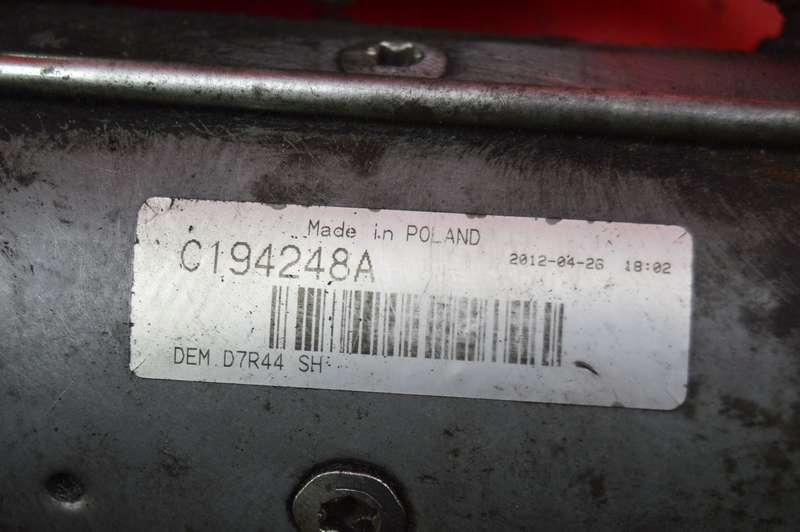 Made in POLAND
C194248A 2012-04-26 18:02
DEM D7R44 SH